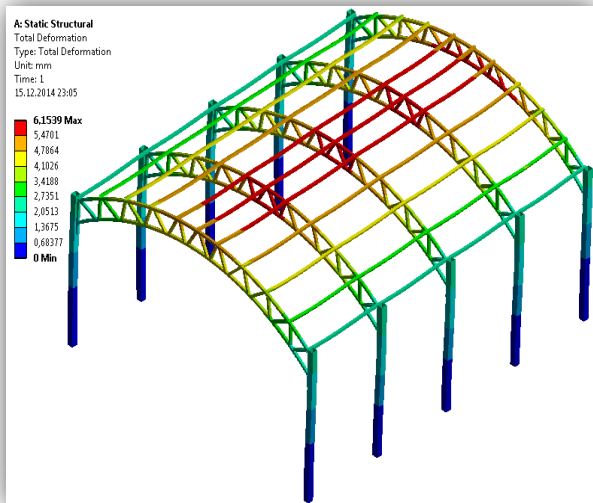 A: Static Structural
Total Deformation
Type: Total Deformation
Unit: mm
Time: 1
15.12.2014 23:05
6,1539 Max
5,4701
4,7864
4,1026
3,4188
2,7351
2,0513
1,3675
0,68377
0 Min